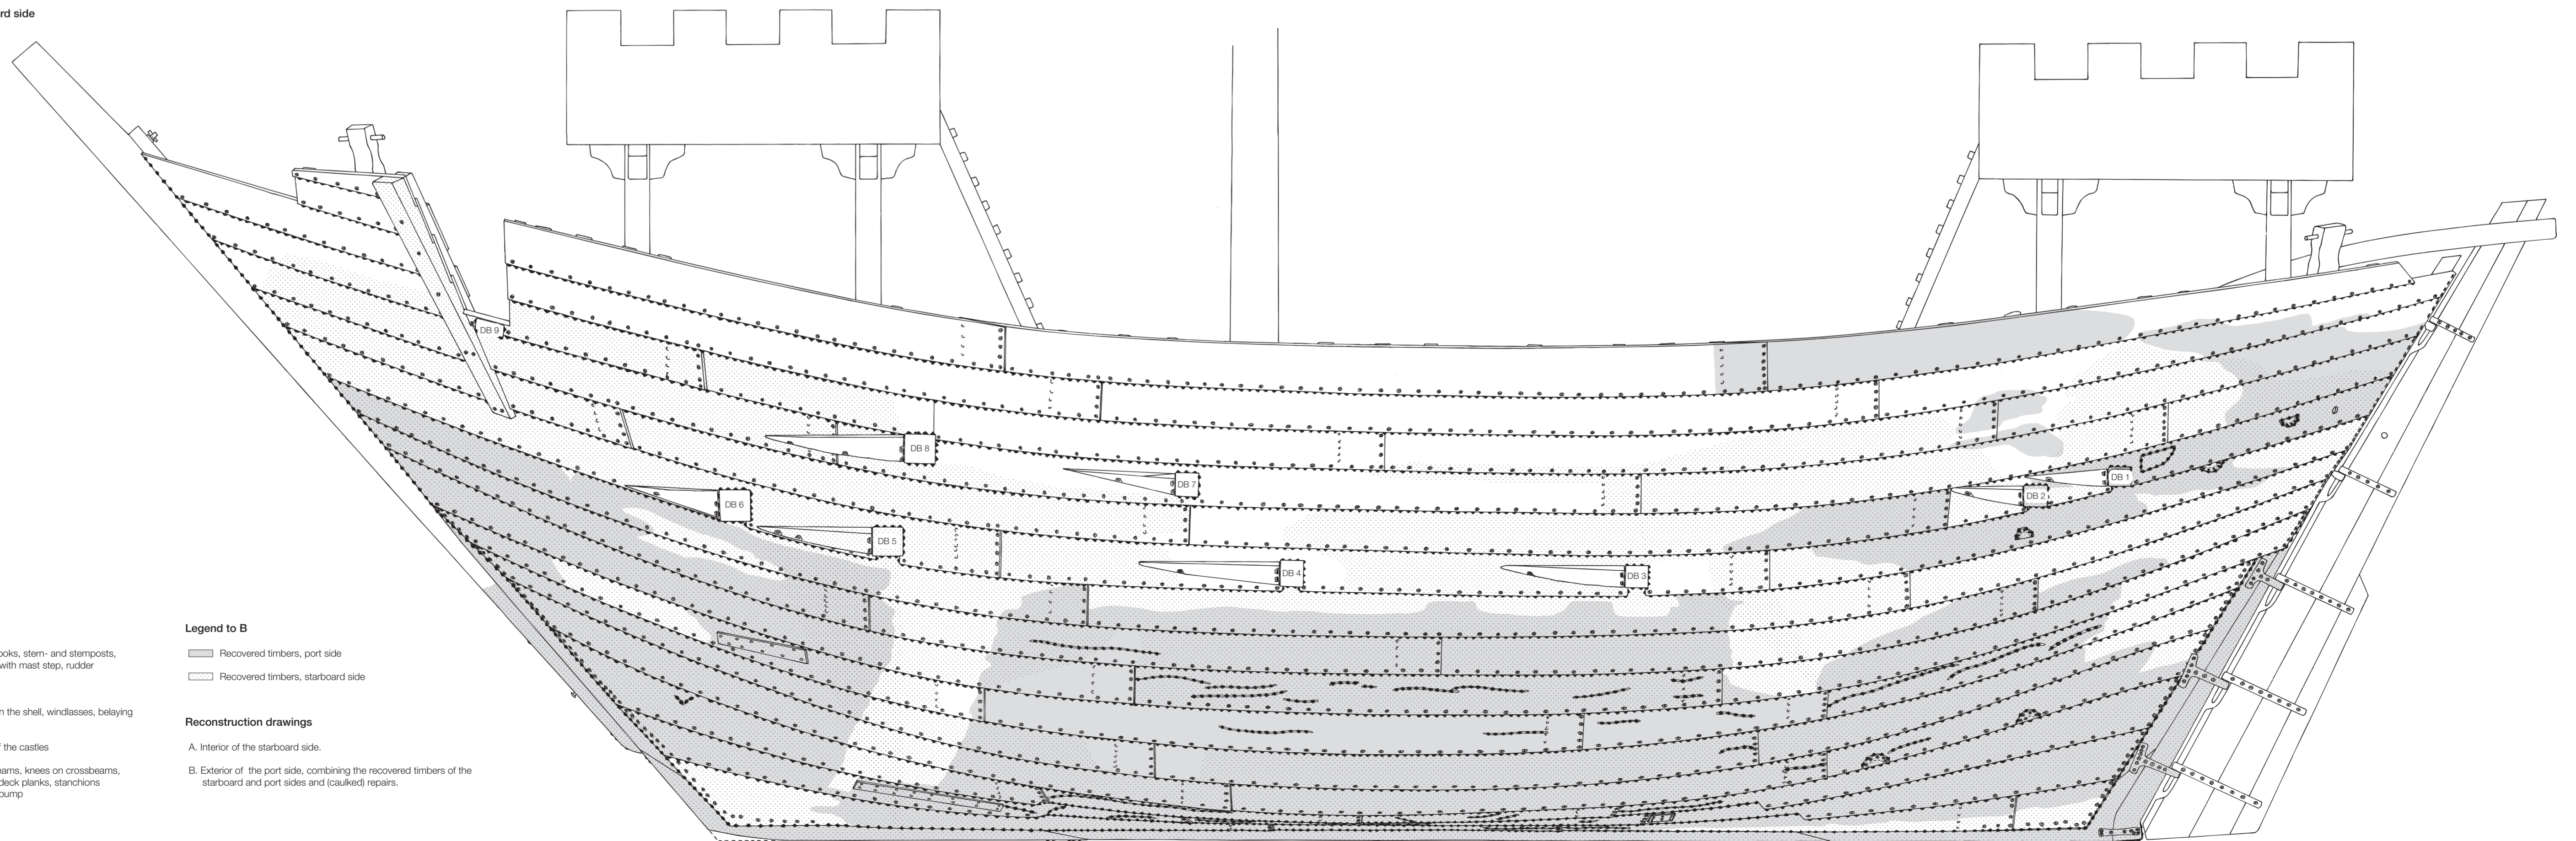 rd side
DB 9
DB 8
DB 7
DB 6
DB 5
DB 4
DB 3
DB 2
DB 1
ooks, stern- and stemposts,
with mast step, rudder
n the shell, windlasses, belaying
f the castles
ams, knees on crossbeams,
deck planks, stanchions
pump
Legend to B
Recovered timbers, port side
Recovered timbers, starboard side
Reconstruction drawings
A. Interior of the starboard side.
B. Exterior of the port side, combining the recovered timbers of the
starboard and port sides and (caulked) repairs.